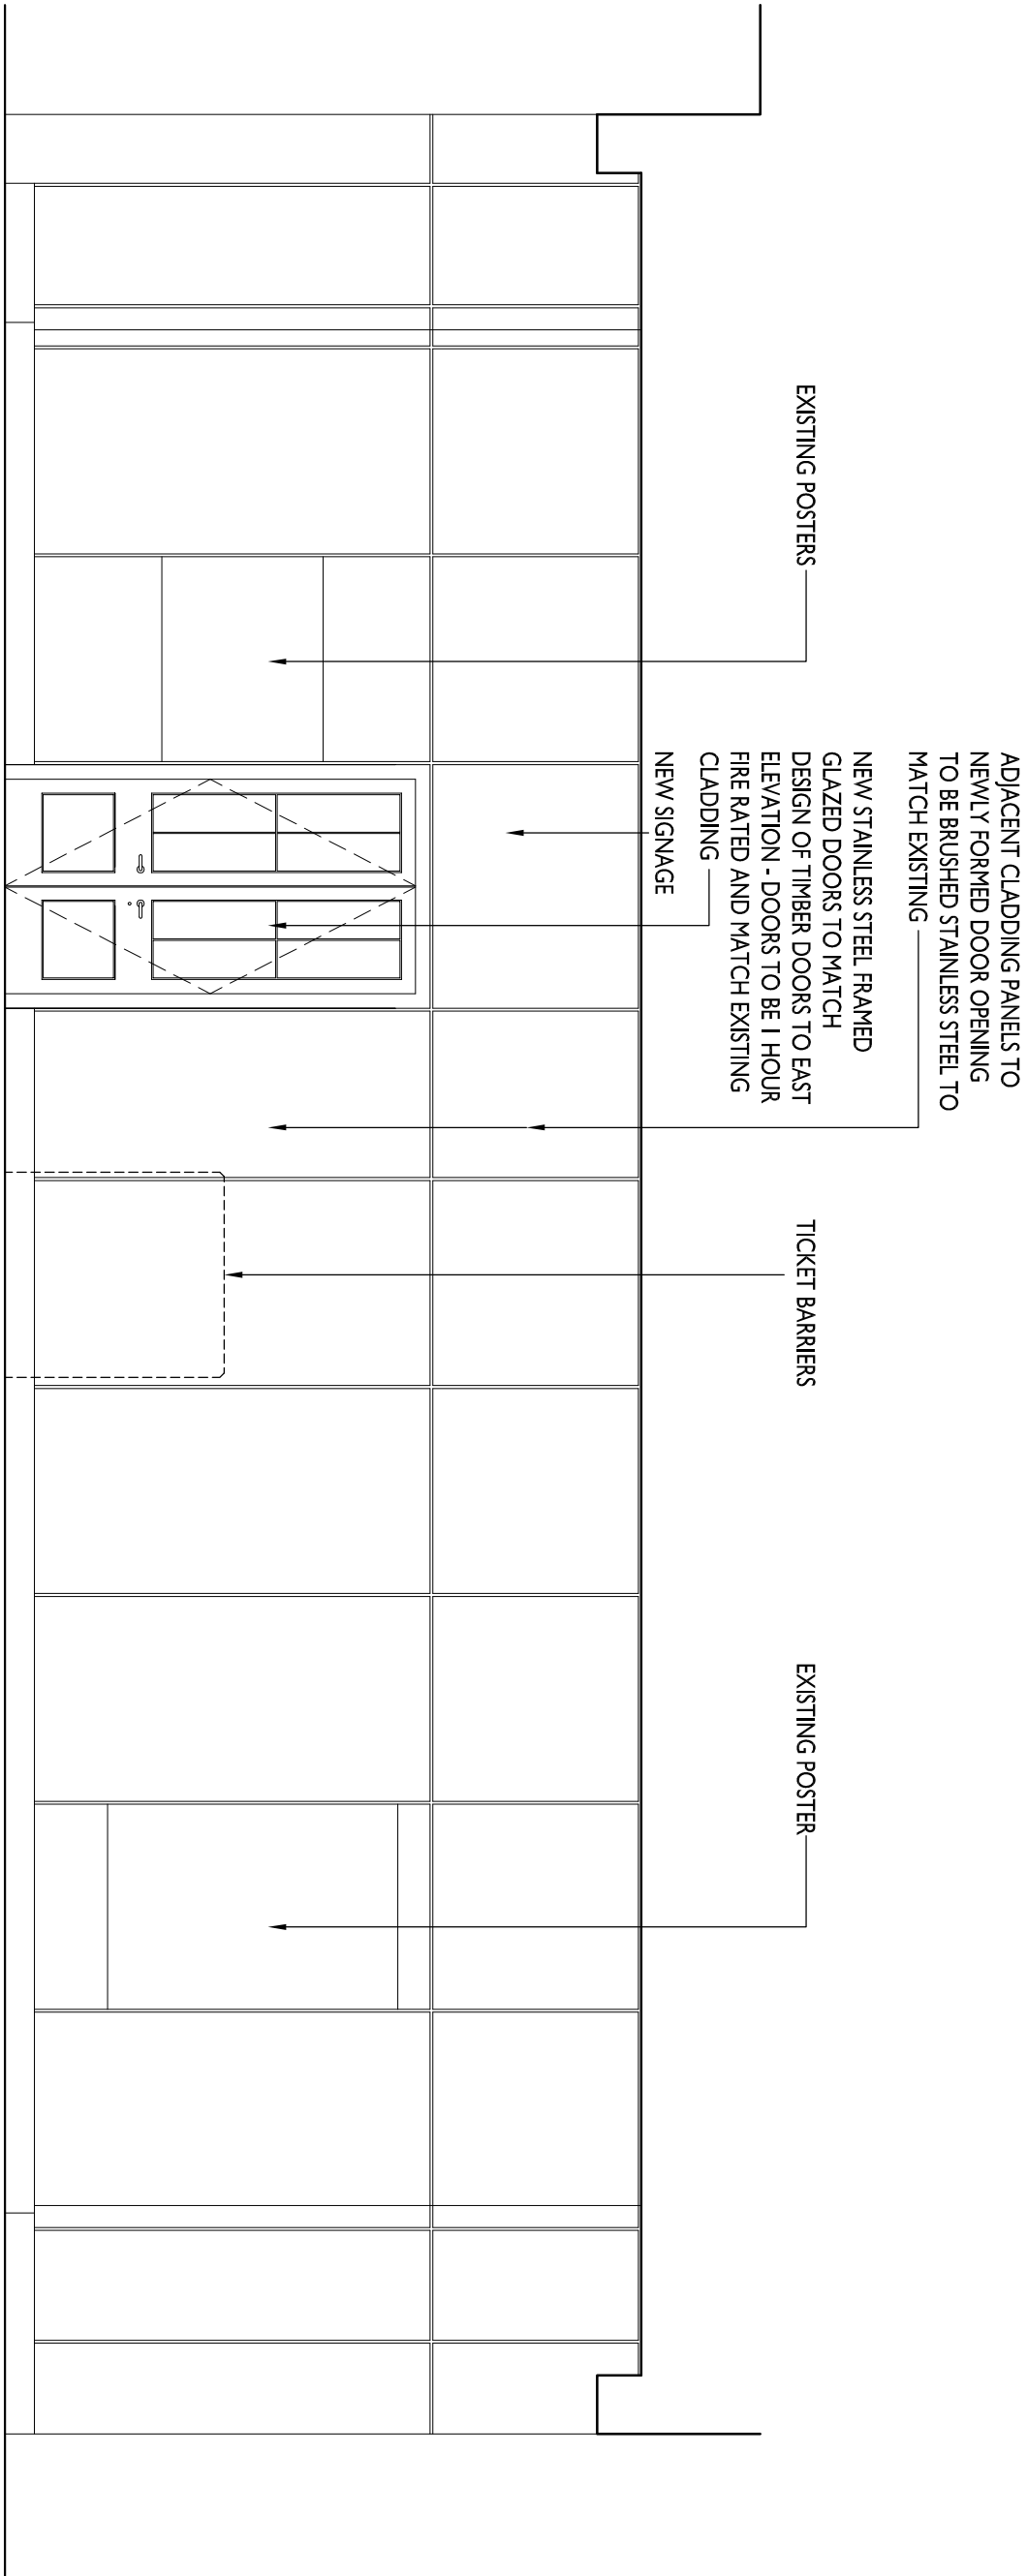 EXISTING POSTERS
ADJACENT CLADDING PANELS TO
NEWLY FORMED DOOR OPENING
TO BE BRUSHED STAINLESS STEEL TO
MATCH EXISTING
NEW STAINLESS STEEL FRAMED
GLAZED DOORS TO MATCH
DESIGN OF TIMBER DOORS TO EAST
ELEVATION - DOORS TO BE 1 HOUR
FIRE RATED AND MATCH EXISTING
CLADDING
NEW SIGNAGE
TICKET BARRIERS
EXISTING POSTER